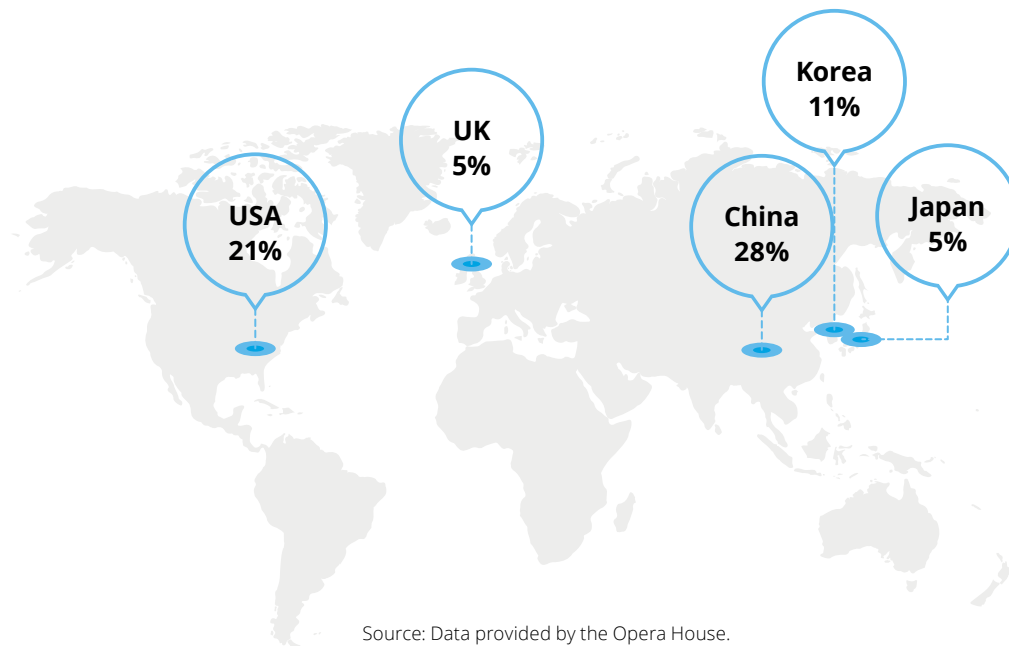 Korea
11%
UK
5%
USA
21%
China
28%
Japan
5%
Source: Data provided by the Opera House.